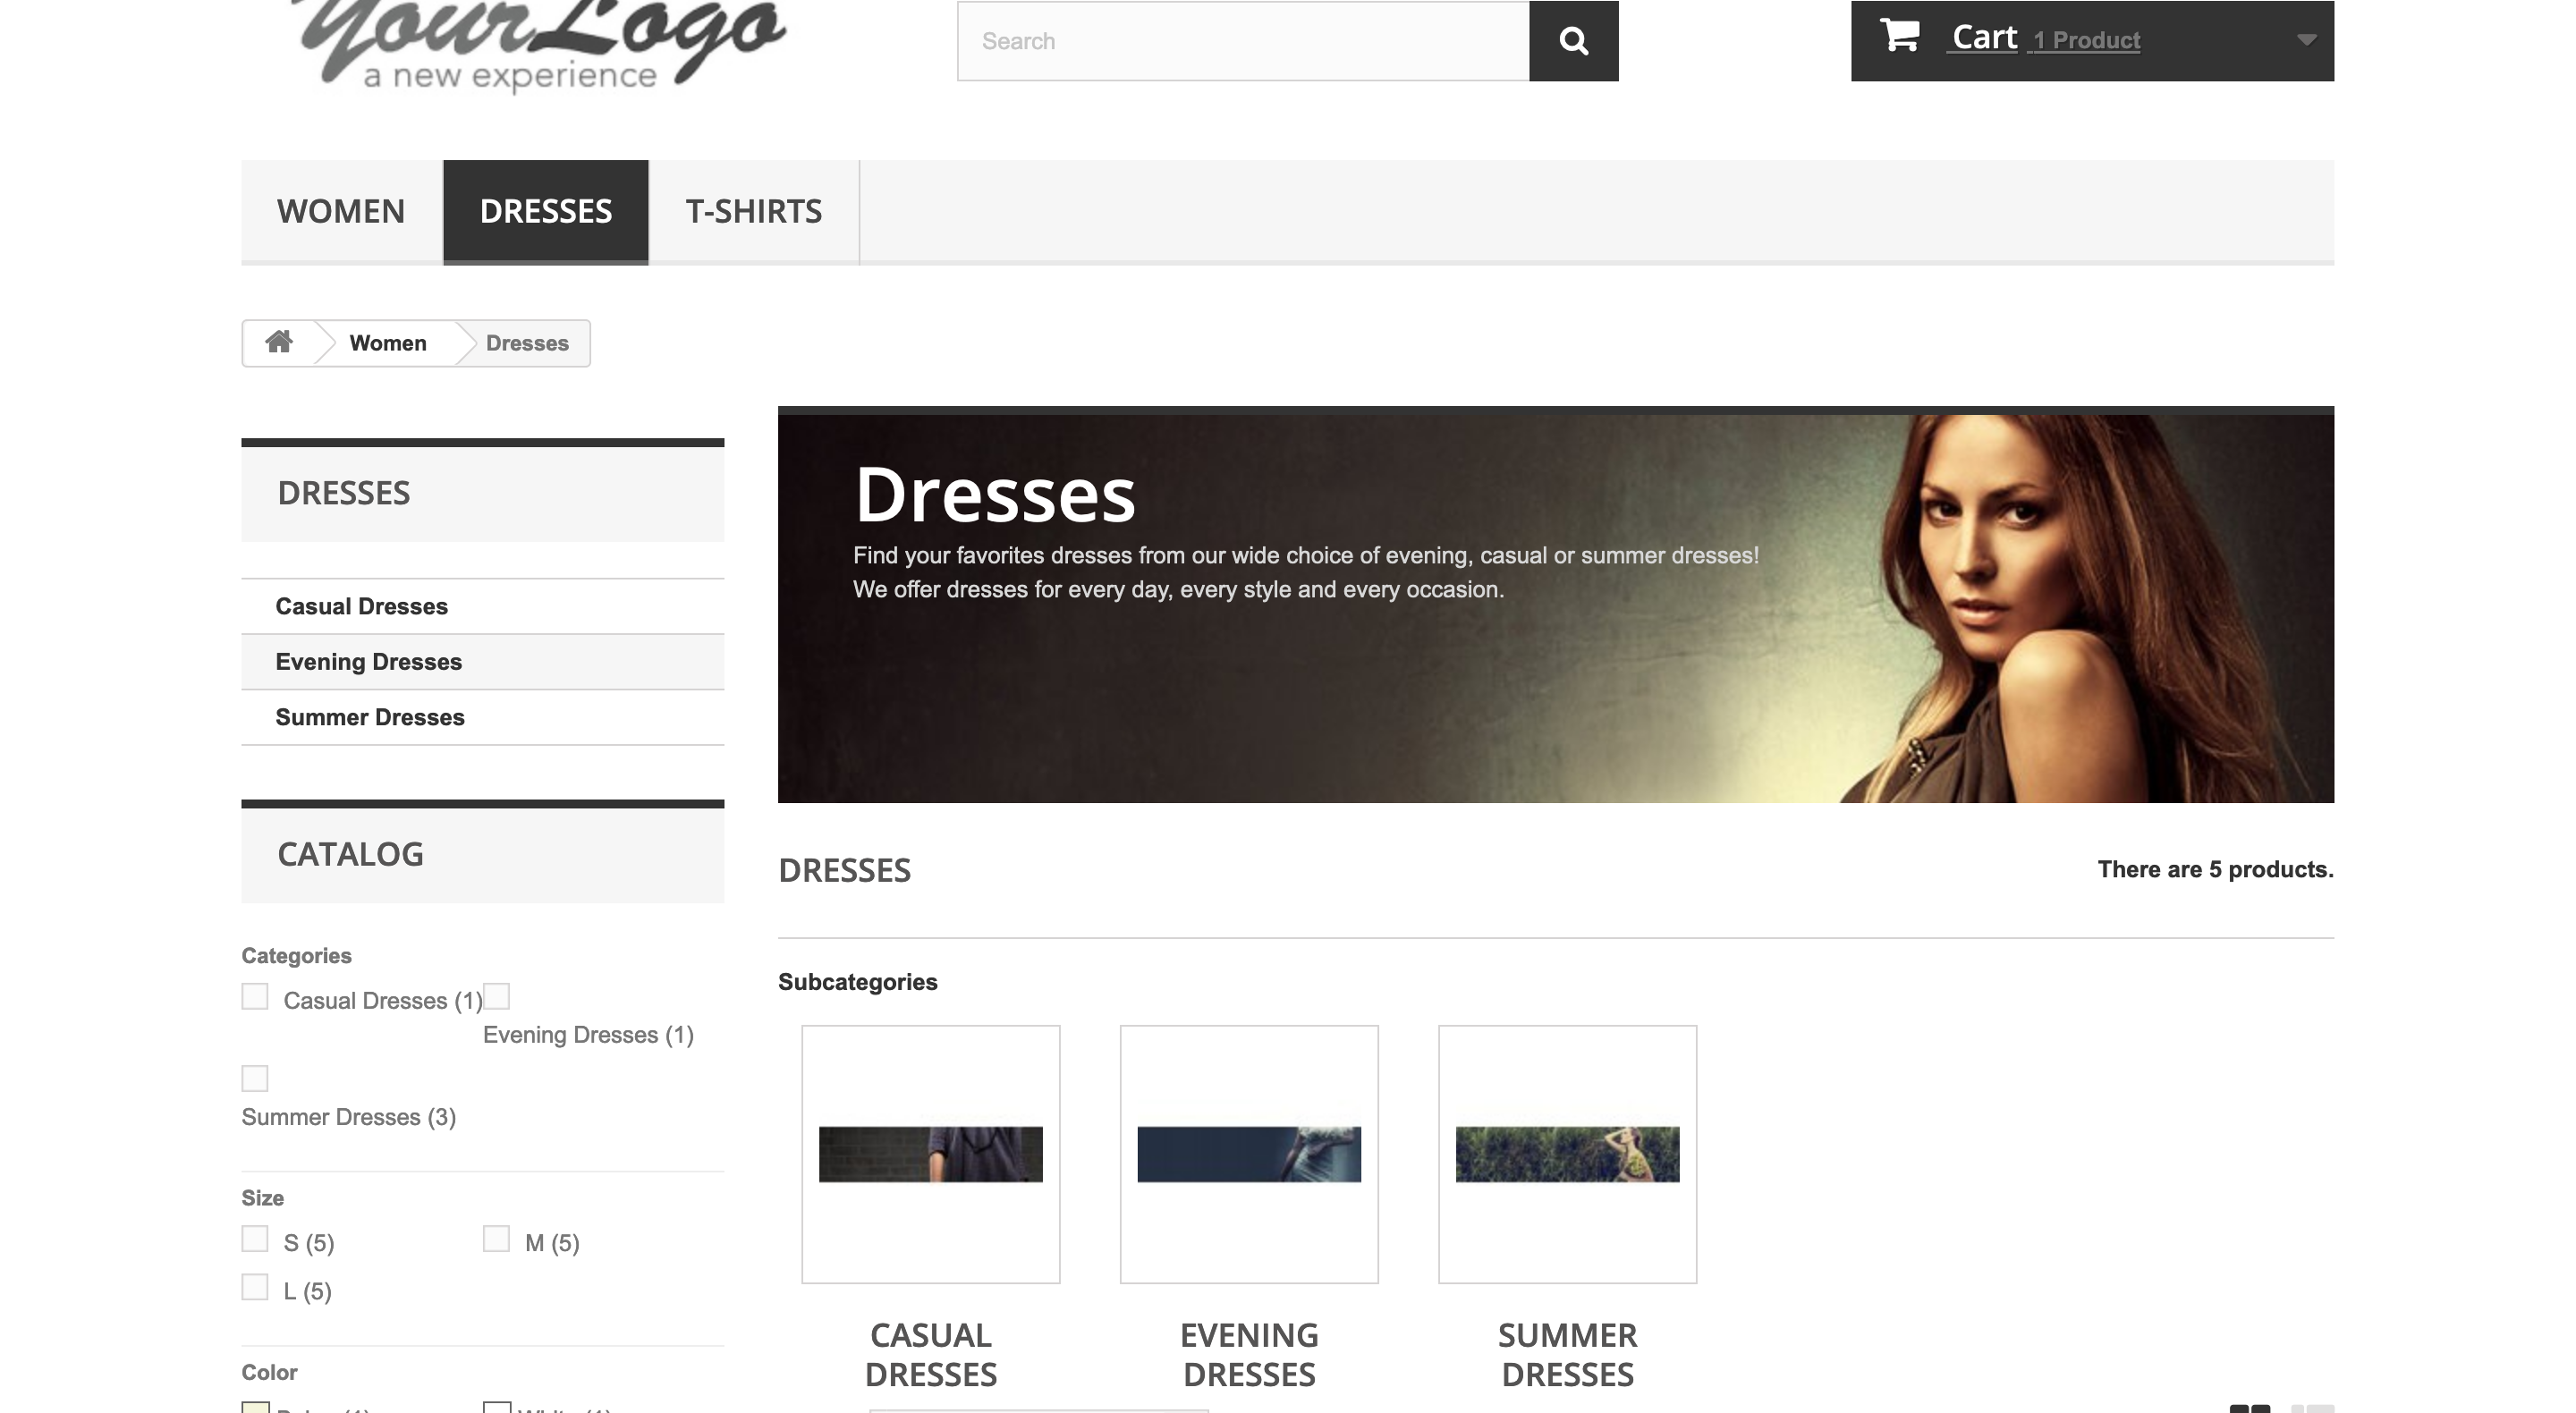 YourLogo
a new experience
Search
Cart 1 Product
WOMEN
DRESSES
T-SHIRTS
Women
Dresses
DRESSES
Casual Dresses
Evening Dresses
Summer Dresses
CATALOG
Categories
Casual Dresses (1)
Evening Dresses (1)
Summer Dresses (3)
Size
S (5)
M (5)
L (5)
Color
Dresses
Find your favorites dresses from our wide choice of evening, casual or summer dresses!
We offer dresses for every day, every style and every occasion.
DRESSES
There are 5 products.
Subcategories
CASUAL
DRESSES
EVENING
DRESSES
SUMMER
DRESSES